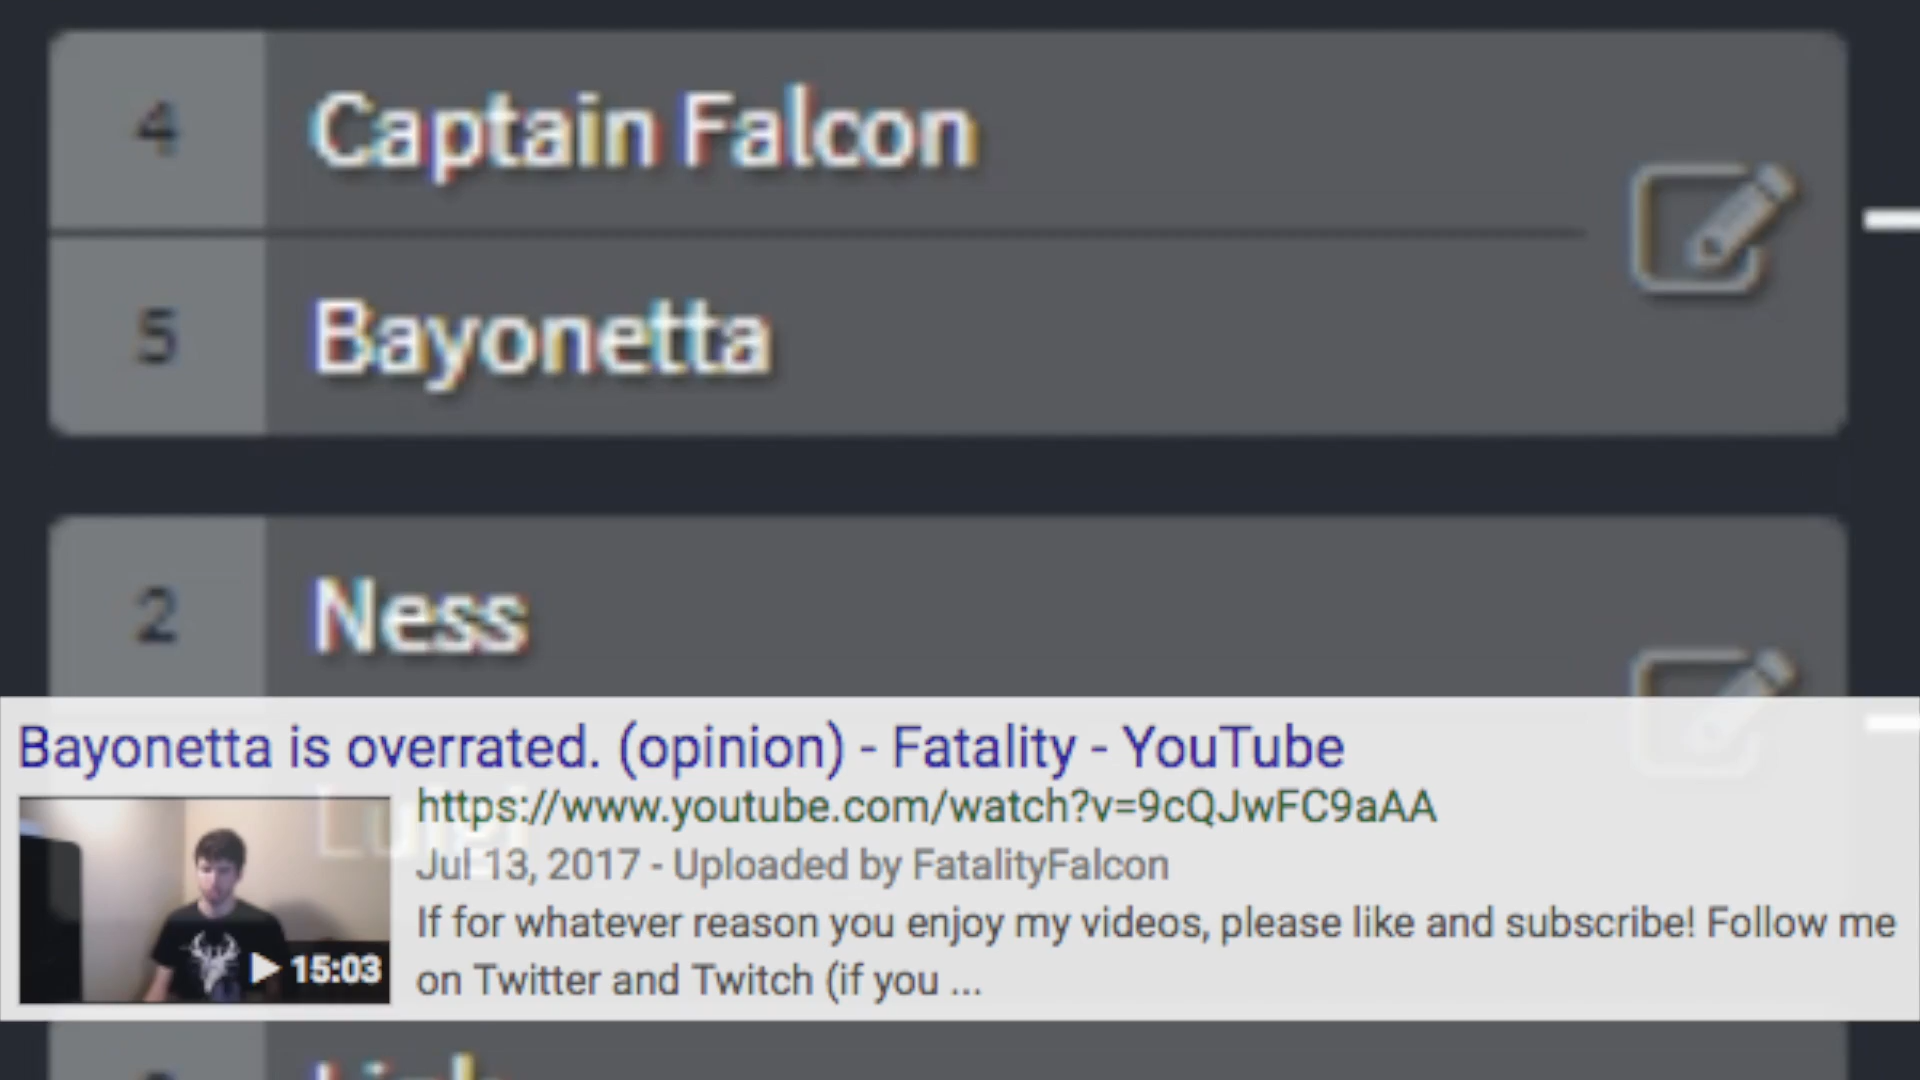 4 Captain Falcon
5 Bayonetta
2 Ness
Bayonetta is overrated. (opinion) - Fatality - YouTube
Luigi
https://www.youtube.com/watch?v=9cQJwFC9aAA
Jul 13, 2017 - Uploaded by FatalityFalcon
If for whatever reason you enjoy my videos, please like and subscribe! Follow me
on Twitter and Twitch (if you ...
15:03